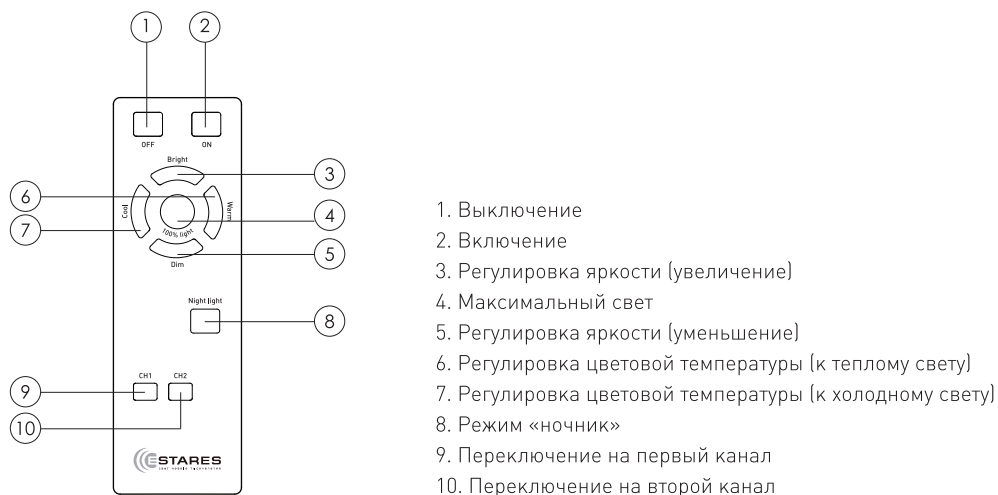 1
2
OFF
ON
Bright
3
6
Cool
Warm
4
7
100% light
5
Dim
Night light
8
CH1
CH2
9
10
ESTARES
1. Выключение
2. Включение
3. Регулировка яркости (увеличение)
4. Максимальный свет
5. Регулировка яркости (уменьшение)
6. Регулировка цветовой температуры (к теплому свету)
7. Регулировка цветовой температуры (к холодному свету)
8. Режим «ночник»
9. Переключение на первый канал
10. Переключение на второй канал